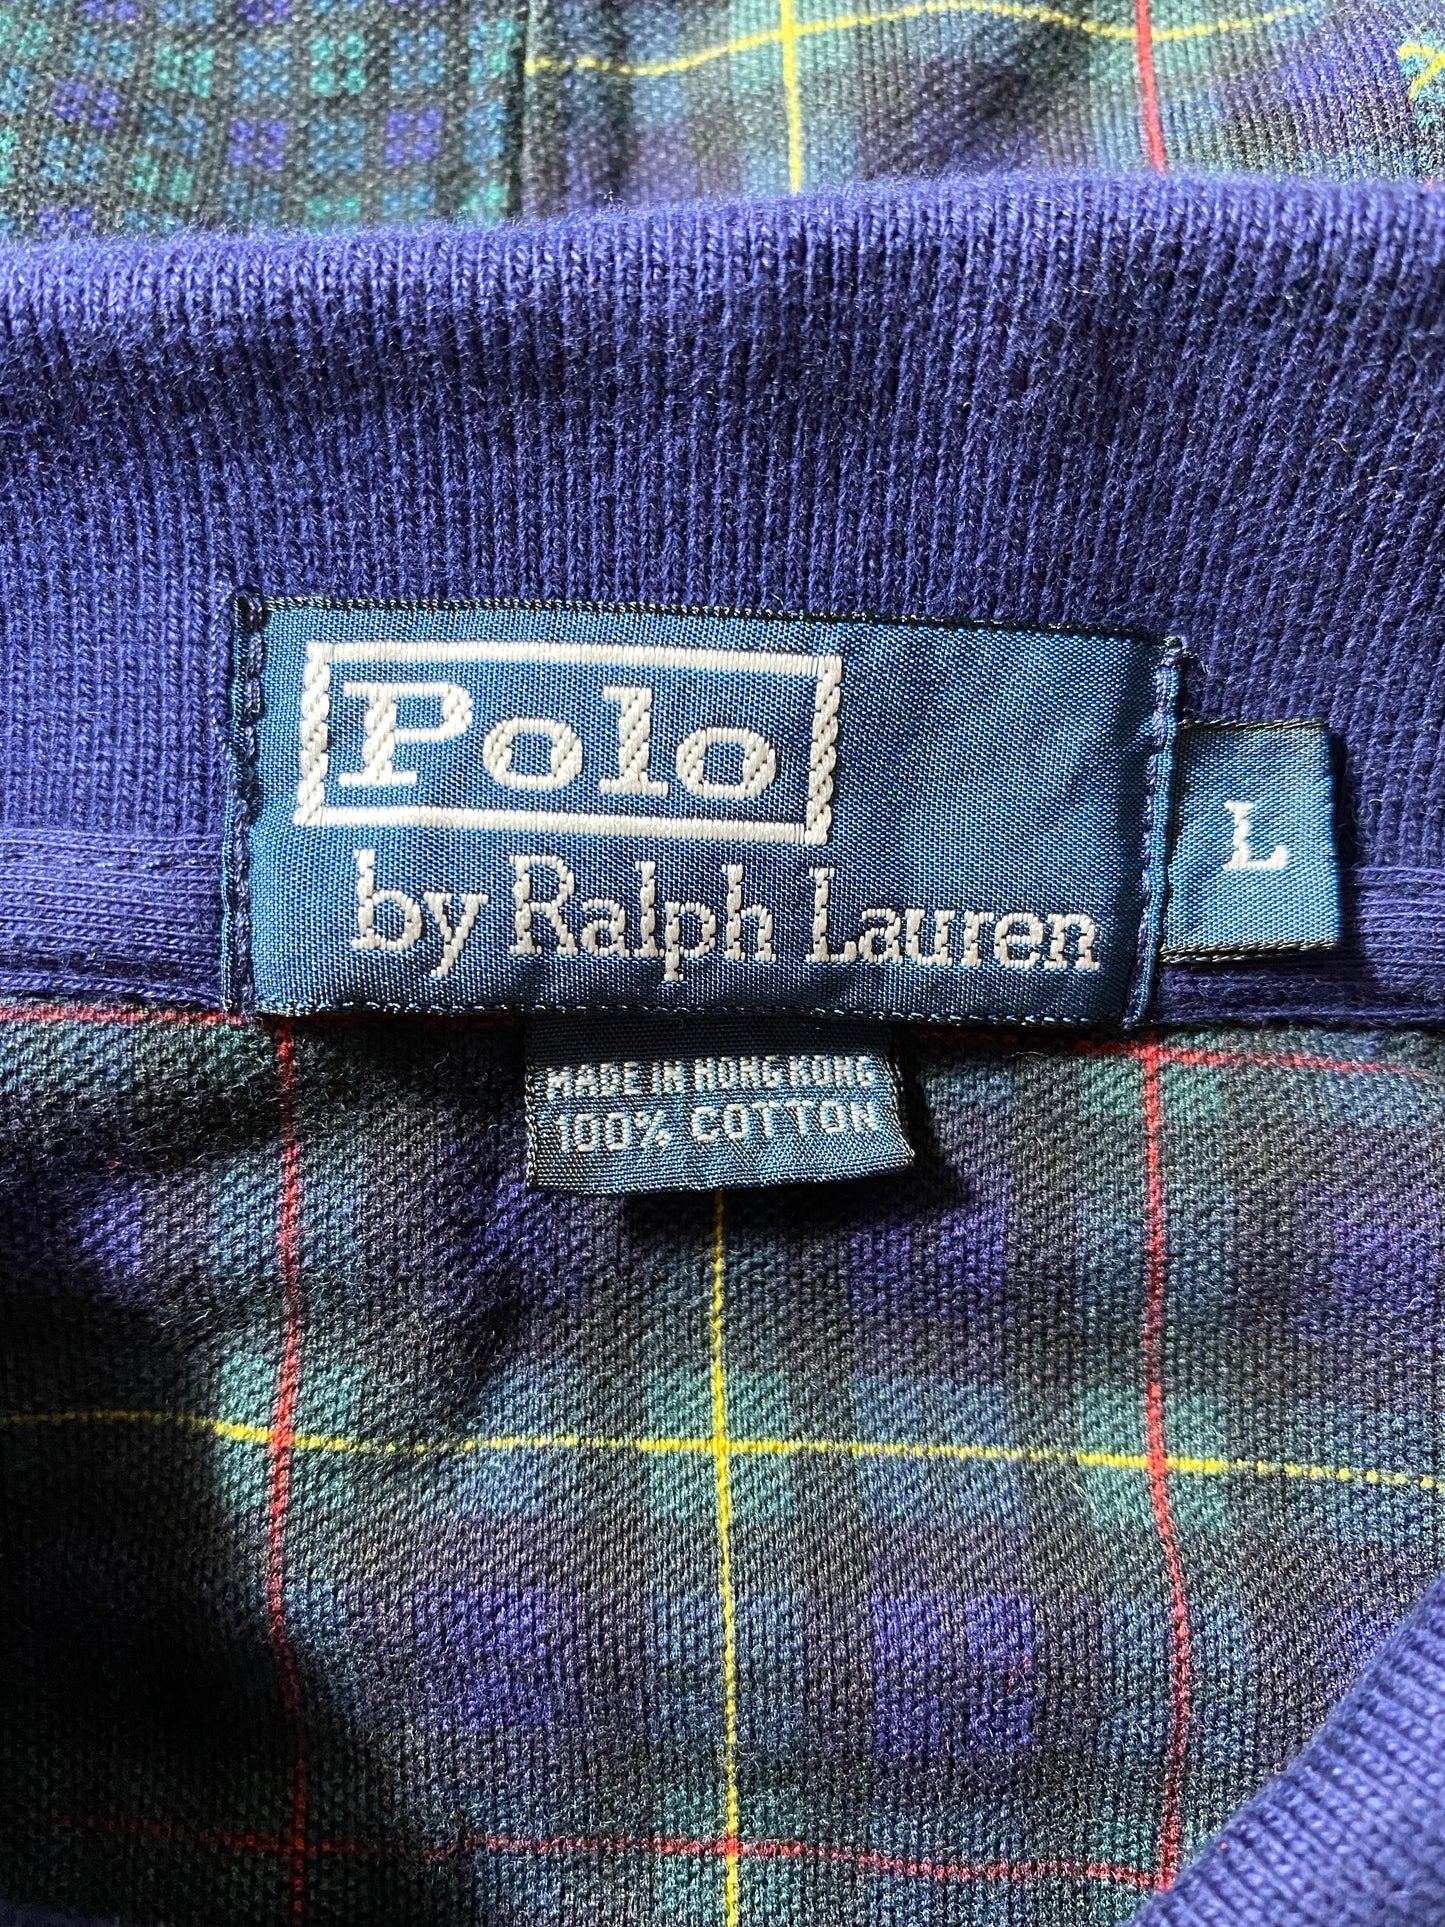 Polo
by Ralph Lauren
L
MADE IN HONG KONG
100% COTTON